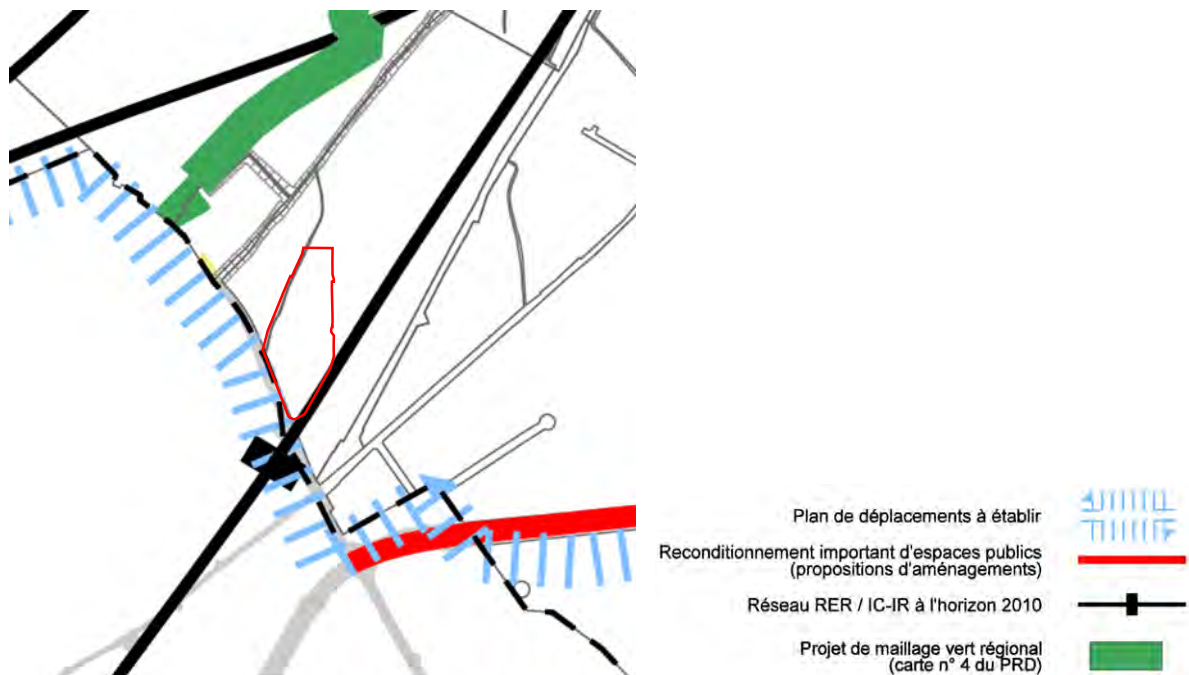 Plan de déplacements à établir
Reconditionnement important d'espaces publics
(propositions d'aménagements)
Réseau RER / IC-IR à l'horizon 2010
Projet de maillage vert régional
(carte n° 4 du PRD)